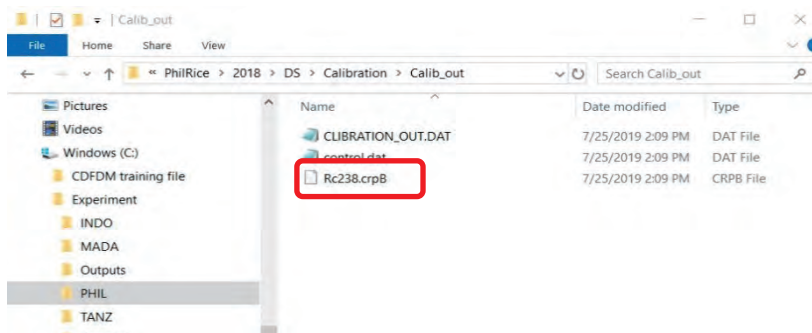 Calib_out
File Home Share View
« PhilRice > 2018 > DS > Calibration > Calib_out Search Calib_out
Pictures
Videos
Windows (C:)
CDFDM training file
Experiment
INDO
MADA
Outputs
PHIL
TANZ
Name Date modified Type
CLIBRATION_OUT.DAT 7/25/2019 2:09 PM DAT File
control.dat 7/25/2019 2:09 PM DAT File
Rc238.crpB 7/25/2019 2:09 PM CRPB File